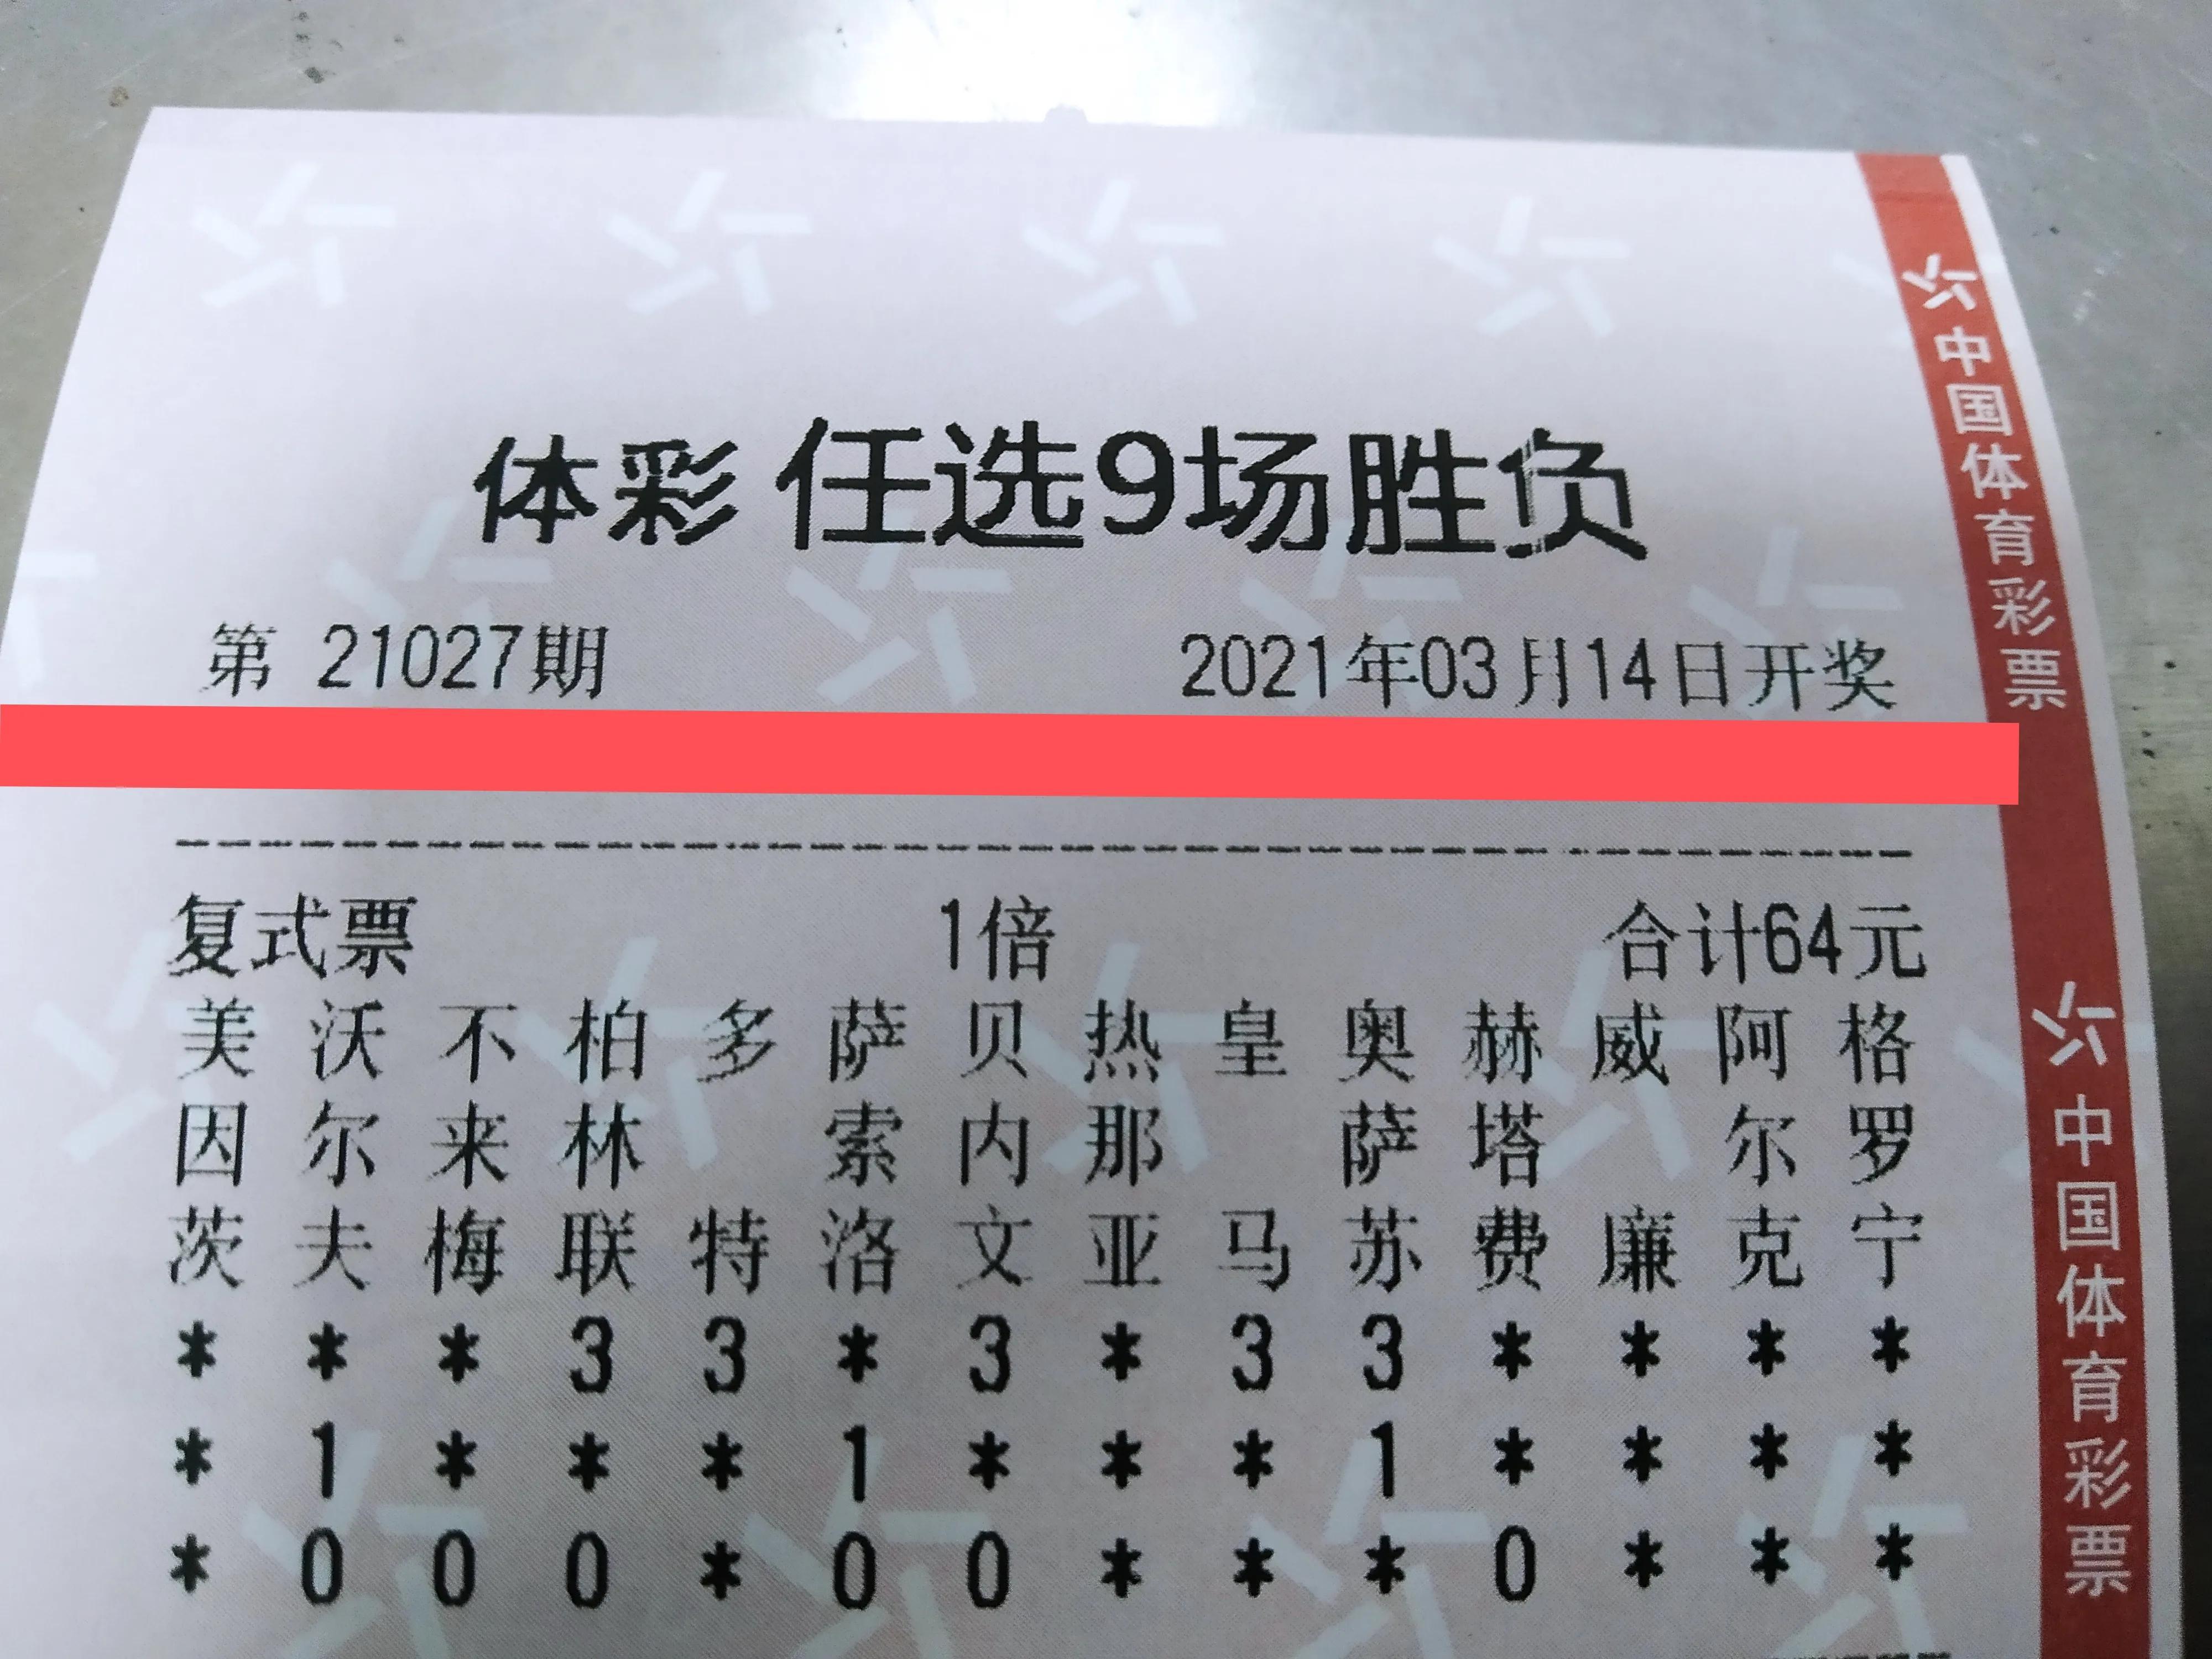 体彩 任选9场胜负
第 21027期 2021年03月14日开奖
复式票 1倍 合计64元
美 沃 不 柏 多 萨 贝 热 皇 奥 赫 威 阿 格
因 尔 来 林 索 内 那 萨 塔 尔 罗
茨 夫 梅 联 特 洛 文 亚 马 苏 费 廉 克 宁
* * * 3 3 * 3 * 3 3 * * * *
* 1 * * * 1 * * * 1 * * * *
* 0 0 0 * 0 0 * * * 0 * * *
中国体育彩票
中国体育彩票